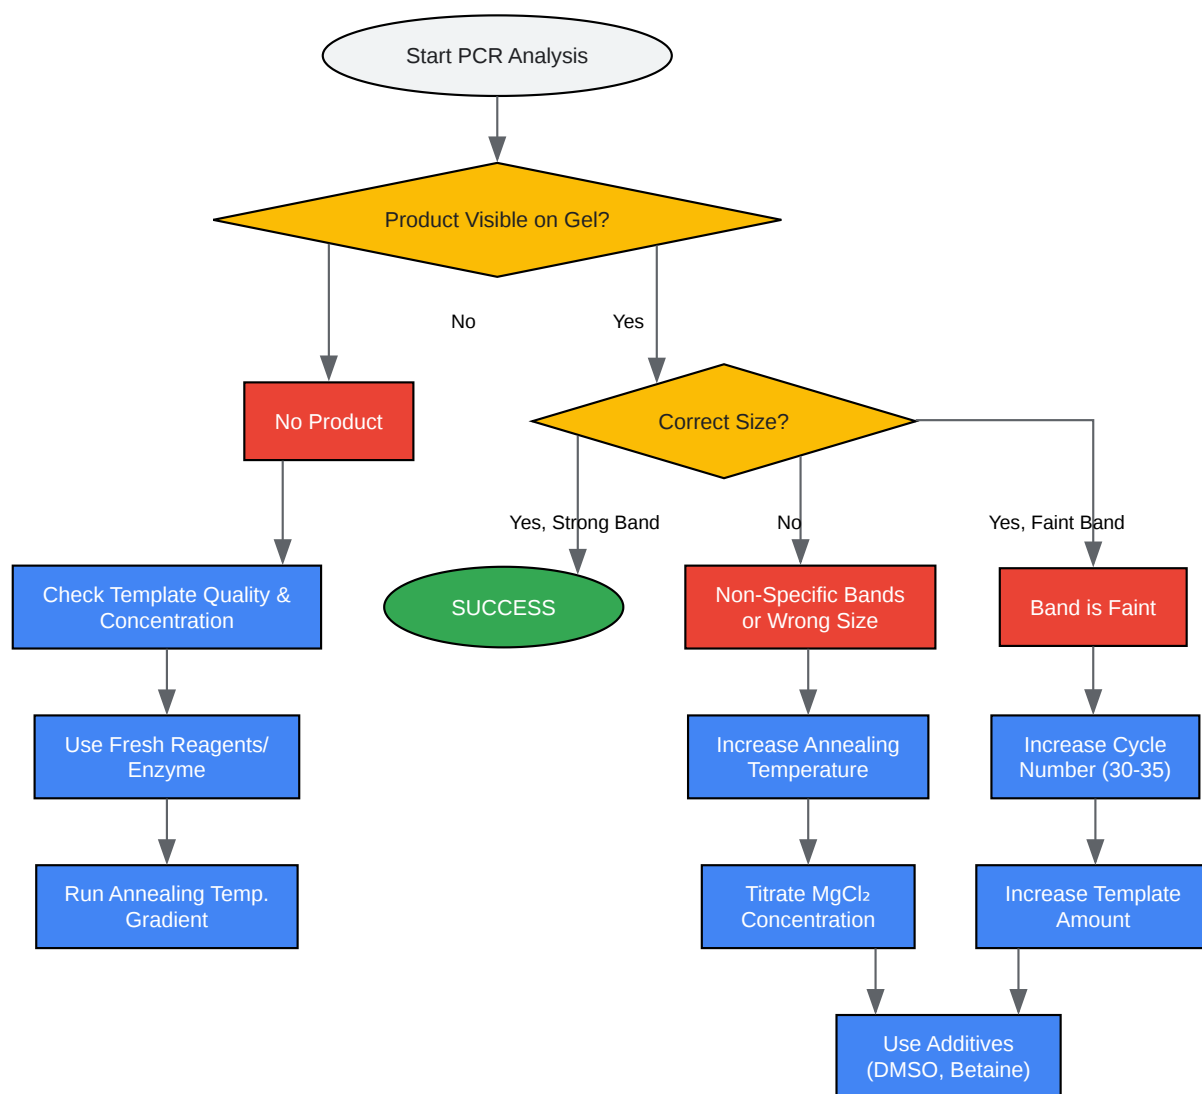 Start PCR Analysis
Product Visible on Gel?
No
Yes
No Product
Correct Size?
Yes, Strong Band
No
Yes, Faint Band
Check Template Quality &
Concentration
SUCCESS
Non-Specific Bands
or Wrong Size
Band is Faint
Use Fresh Reagents/
Enzyme
Increase Annealing
Temperature
Increase Cycle
Number (30-35)
Run Annealing Temp.
Gradient
Titrate MgCl₂
Concentration
Increase Template
Amount
Use Additives
(DMSO, Betaine)